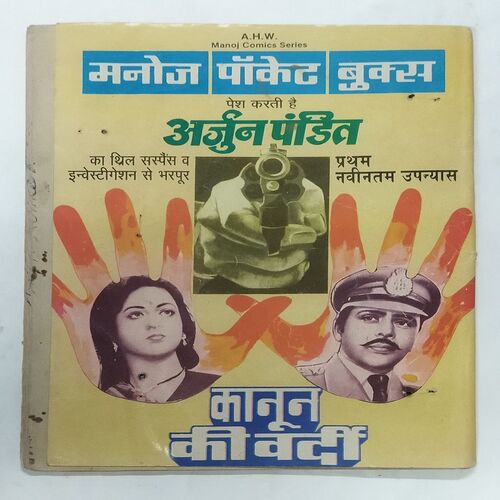 A.H.W.
Manoj Comics Series
मनोज पॉकेट बुक्स
पेश करती है
अर्जुन पंडित
का थ्रिल सस्पैंस व
इन्वेस्टीगेशन से भरपूर
प्रथम
नवीनतम उपन्यास
कानून
की वर्दी